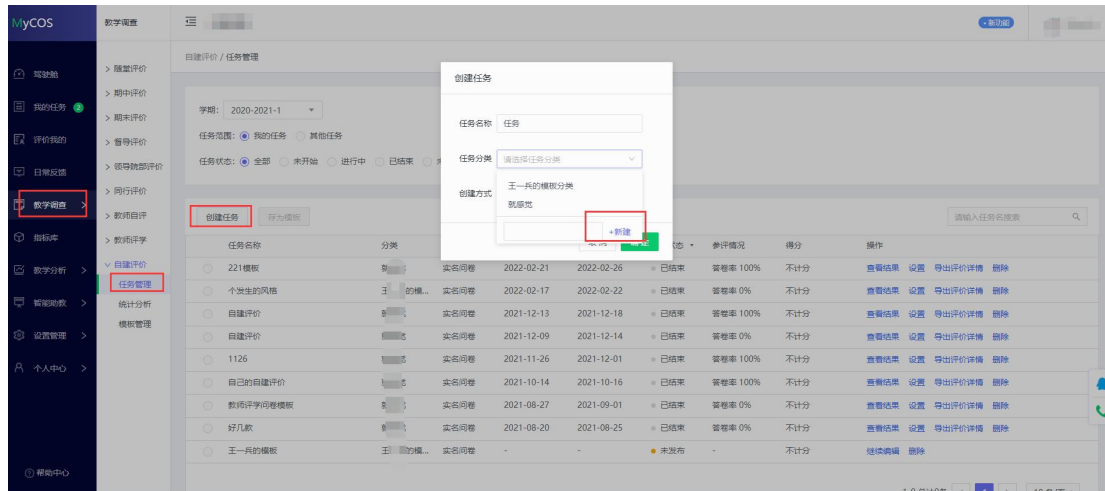 MyCOS
教学调查
+新功能
驾驶舱
我的任务 2
评价我的
日常反馈
教学调查 >
指标库
教学分析 >
智能助教 >
设置管理 >
个人中心 >
帮助中心
> 随堂评价
> 期中评价
> 期末评价
> 督导评价
> 领导院部评价
> 同行评价
> 教师自评
> 教师评学
自建评价
任务管理
统计分析
模板管理
自建评价 / 任务管理
学期: 2020-2021-1
任务范围: 我的任务 其他任务
任务状态: 全部 未开始 进行中 已结束
创建任务
任务名称 任务
任务分类 请选择任务分类
创建方式
王一兵的模板分类
就感觉
+新建
创建任务 存为模板
请输入任务名搜索
任务名称 分类 状态 参评情况 得分 操作
221模板 实名问卷 2022-02-21 2022-02-26 已结束 答卷率 100% 不计分 查看结果 设置 导出评价详情 删除
个发生的风格 王 的模... 实名问卷 2022-02-17 2022-02-22 已结束 答卷率 0% 不计分 查看结果 设置 导出评价详情 删除
自建评价 实名问卷 2021-12-13 2021-12-18 已结束 答卷率 100% 不计分 查看结果 设置 导出评价详情 删除
自建评价 实名问卷 2021-12-09 2021-12-14 已结束 答卷率 0% 不计分 查看结果 设置 导出评价详情 删除
1126 实名问卷 2021-11-26 2021-12-01 已结束 答卷率 100% 不计分 查看结果 设置 导出评价详情 删除
自己的自建评价 实名问卷 2021-10-14 2021-10-16 已结束 答卷率 100% 不计分 查看结果 设置 导出评价详情 删除
教师评学问卷模板 实名问卷 2021-08-27 2021-09-01 已结束 答卷率 0% 不计分 查看结果 设置 导出评价详情 删除
好几款 实名问卷 2021-08-20 2021-08-25 已结束 答卷率 0% 不计分 查看结果 设置 导出评价详情 删除
王一兵的模板 王 的模... 实名问卷 - - 未发布 - 不计分 继续编辑 删除